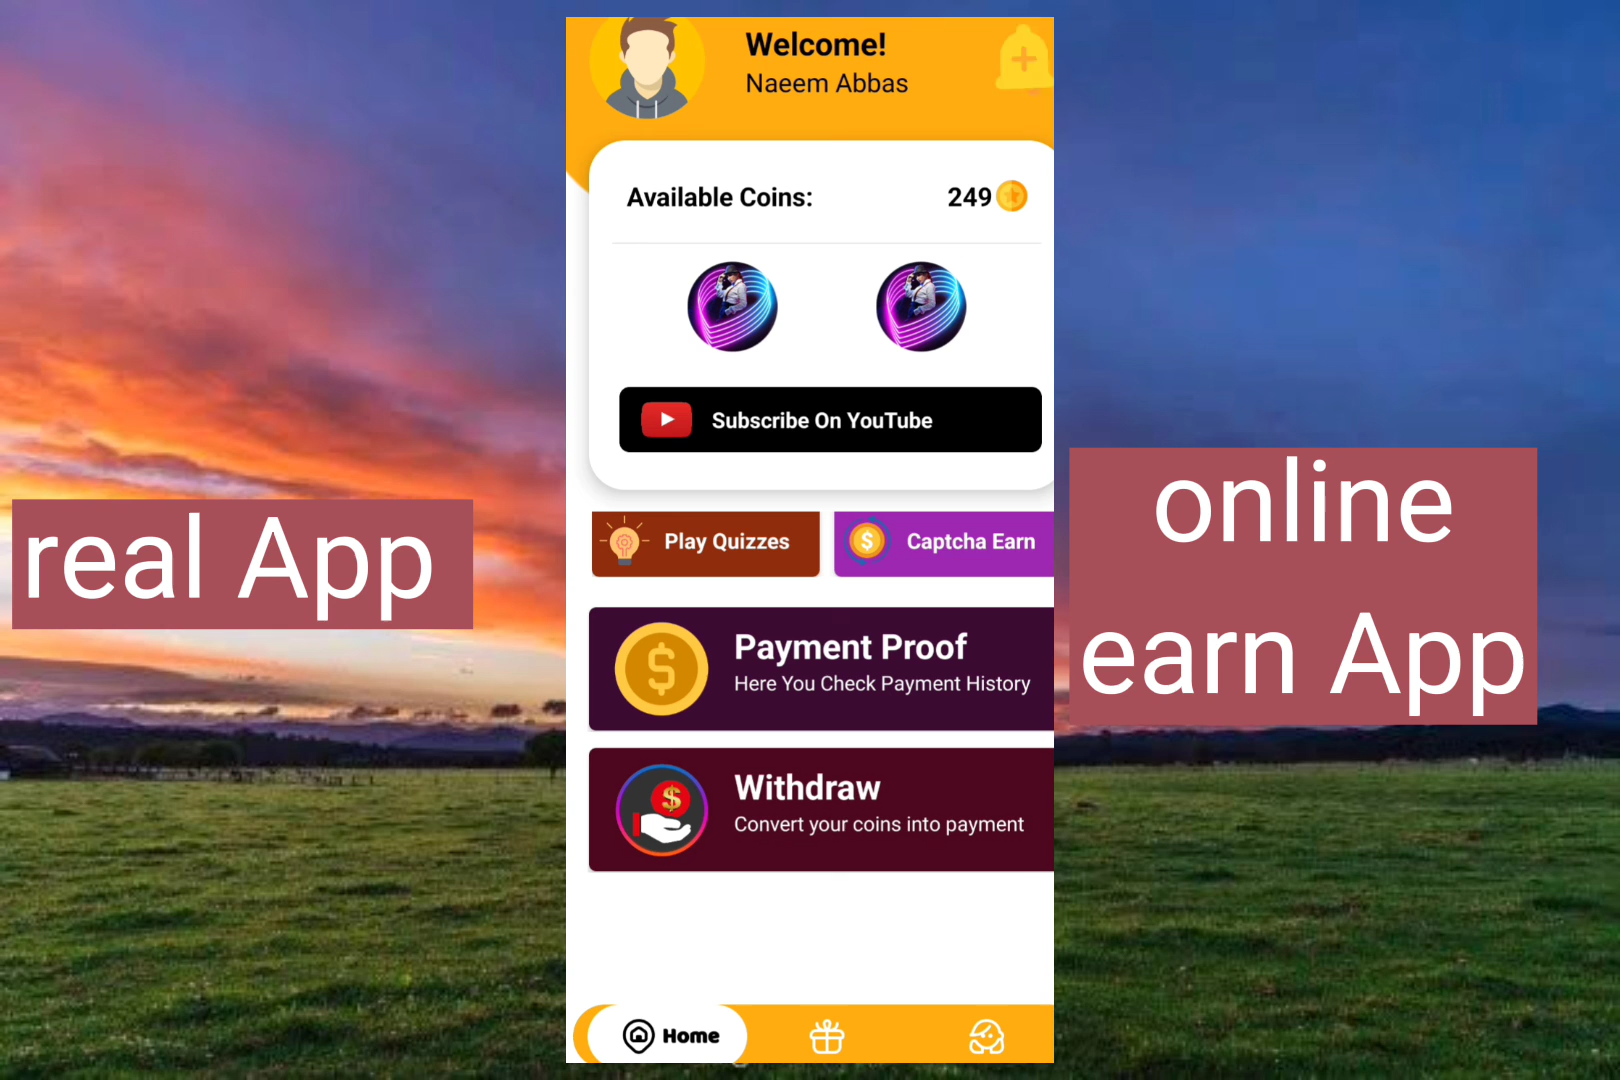 Welcome!
Naeem Abbas
Available Coins: 249
Subscribe On YouTube
Play Quizzes
Captcha Earn
Payment Proof
Here You Check Payment History
Withdraw
Convert your coins into payment
Home
real App
online
earn App